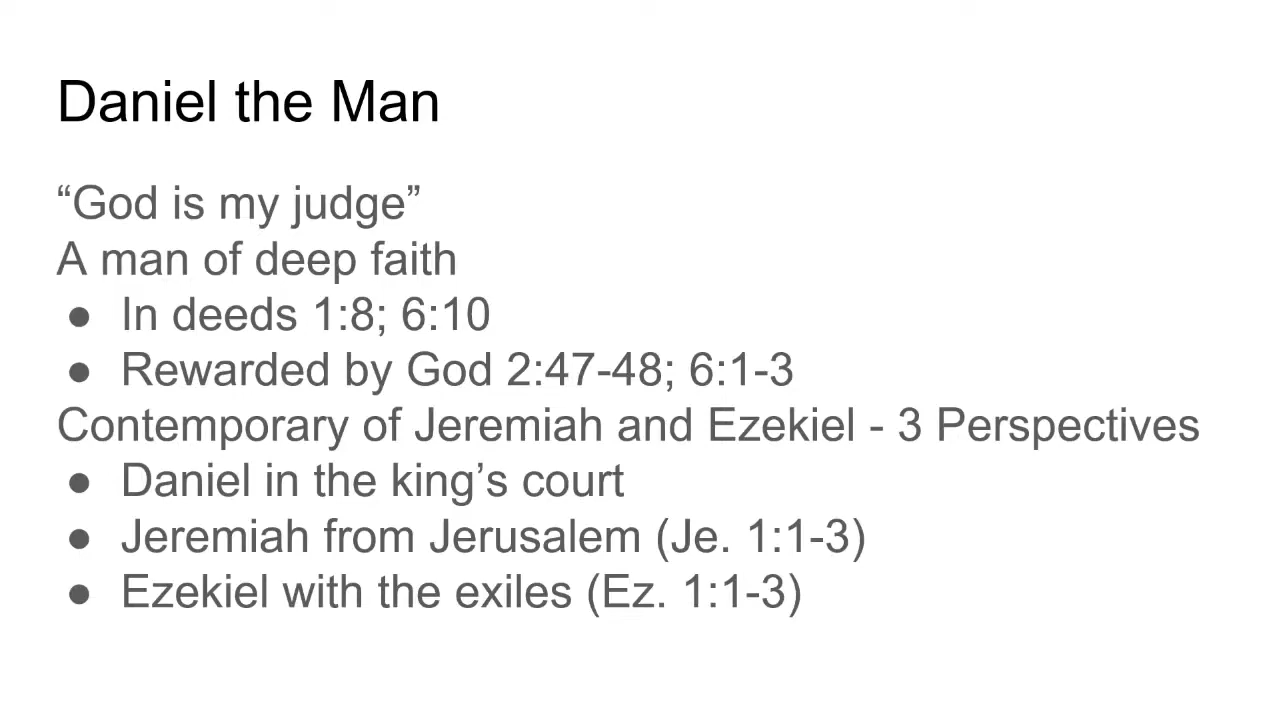 Daniel the Man
“God is my judge”
A man of deep faith
● In deeds 1:8; 6:10
● Rewarded by God 2:47-48; 6:1-3
Contemporary of Jeremiah and Ezekiel - 3 Perspectives
● Daniel in the king’s court
● Jeremiah from Jerusalem (Je. 1:1-3)
● Ezekiel with the exiles (Ez. 1:1-3)